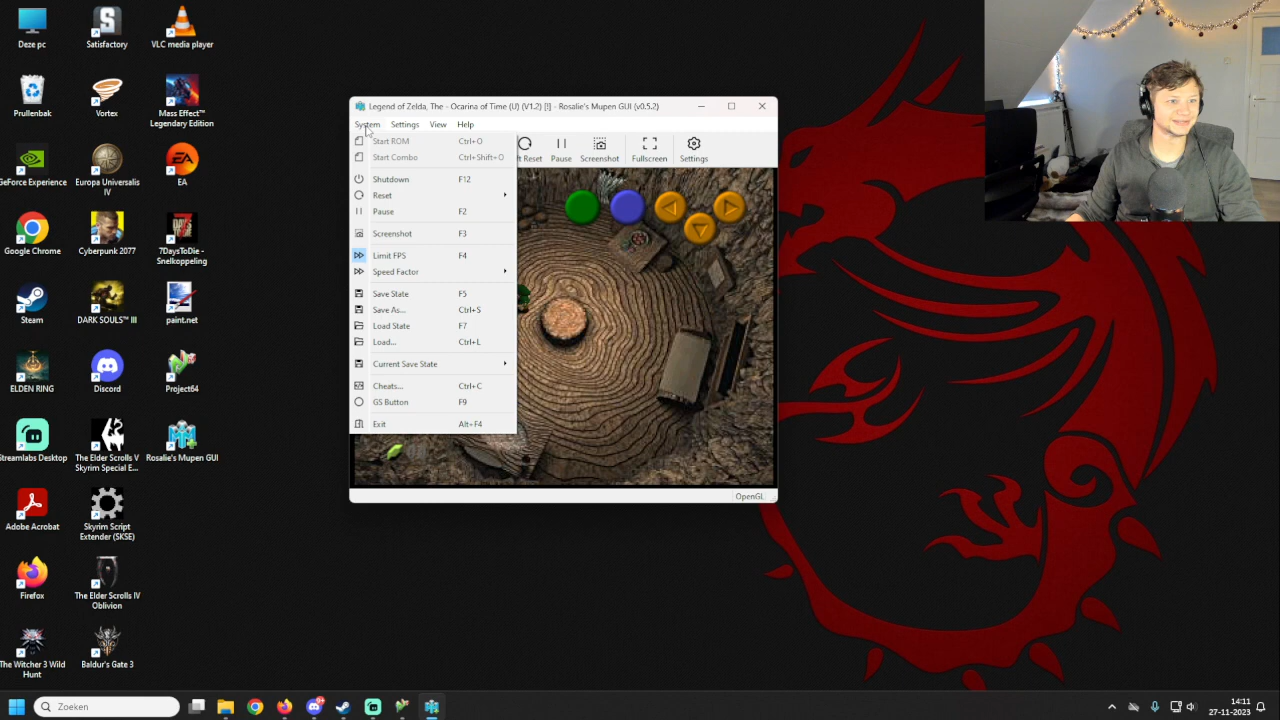 Deze pc
Satisfactory
VLC media player
Prullenbak
Vortex
Mass Effect™
Legendary Edition
GeForce Experience
Europa Universalis
IV
EA
Google Chrome
Cyberpunk 2077
7DaysToDie -
Snelkoppeling
Steam
DARK SOULS™ III
paint.net
ELDEN RING
Discord
Project64
Streamlabs Desktop
The Elder Scrolls V
Skyrim Special E...
Rosalie's Mupen GUI
Adobe Acrobat
Skyrim Script
Extender (SKSE)
Firefox
The Elder Scrolls IV
Oblivion
The Witcher 3 Wild
Hunt
Baldur's Gate 3
Legend of Zelda, The - Ocarina of Time (U) (V1.2) [!] - Rosalie's Mupen GUI (v0.5.2)
System Settings View Help
Start ROM Ctrl+O
Start Combo Ctrl+Shift+O
Shutdown F12
Reset
Pause F2
Screenshot F3
Limit FPS F4
Speed Factor
Save State F5
Save As... Ctrl+S
Load State F7
Load... Ctrl+L
Current Save State
Cheats... Ctrl+C
GS Button F9
Exit Alt+F4
ft Reset Pause Screenshot Fullscreen Settings
OpenGL
Zoeken
14:11
27-11-2023